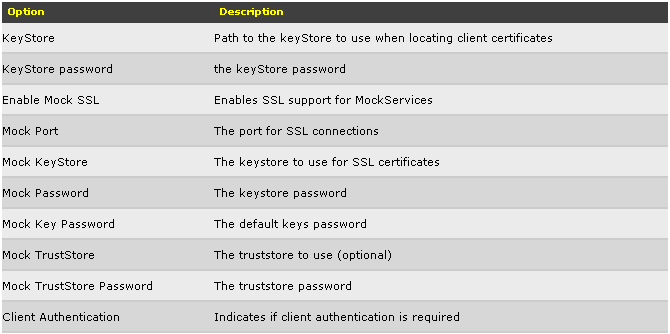 Option Description
KeyStore Path to the keyStore to use when locating client certificates
KeyStore password the keyStore password
Enable Mock SSL Enables SSL support for MockServices
Mock Port The port for SSL connections
Mock KeyStore The keystore to use for SSL certificates
Mock Password The keystore password
Mock Key Password The default keys password
Mock TrustStore The truststore to use (optional)
Mock TrustStore Password The truststore password
Client Authentication Indicates if client authentication is required